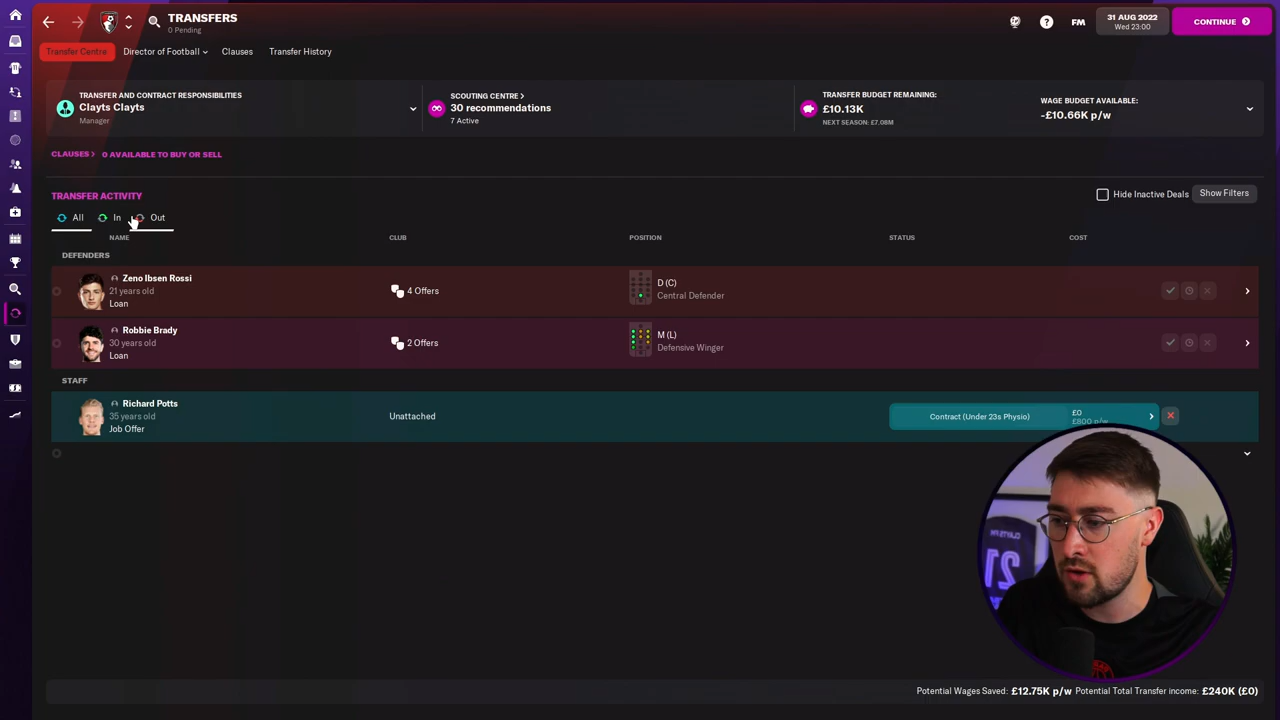 TRANSFERS
0 Pending
31 AUG 2022
Wed 23:00
FM
CONTINUE
Transfer Centre
Director of Football
Clauses
Transfer History
TRANSFER AND CONTRACT RESPONSIBILITIES
Clayts Clayts
Manager
SCOUTING CENTRE >
30 recommendations
7 Active
TRANSFER BUDGET REMAINING:
£10.13K
NEXT SEASON: £7.08M
WAGE BUDGET AVAILABLE:
-£10.66K p/w
CLAUSES > 0 AVAILABLE TO BUY OR SELL
TRANSFER ACTIVITY
Hide Inactive Deals
Show Filters
All In Out
NAME CLUB POSITION STATUS COST
DEFENDERS
Zeno Ibsen Rossi
21 years old
Loan
4 Offers
D (C)
Central Defender
Robbie Brady
30 years old
Loan
2 Offers
M (L)
Defensive Winger
STAFF
Richard Potts
35 years old
Job Offer
Unattached
Contract (Under 23s Physio)
£0
£800 p/w
CLAYTS FM
21
Potential Wages Saved: £12.75K p/w Potential Total Transfer income: £240K (£0)